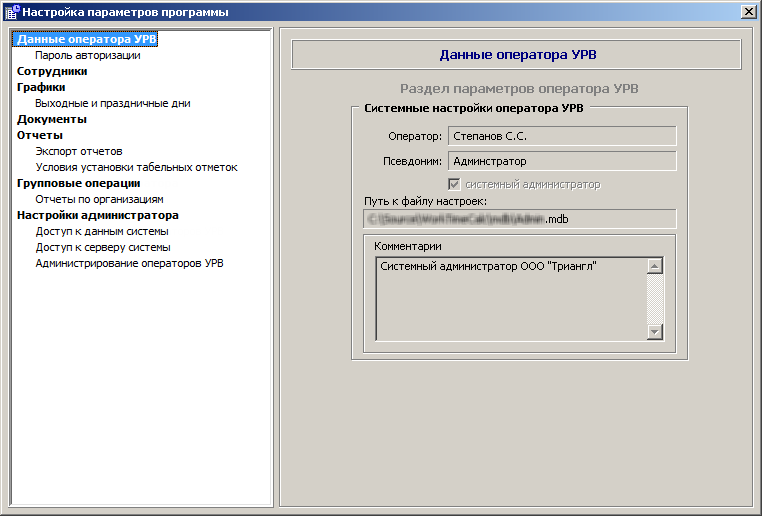 Настройка параметров программы
Данные оператора УРВ
Пароль авторизации
Сотрудники
Графики
Выходные и праздничные дни
Документы
Отчеты
Экспорт отчетов
Условия установки табельных отметок
Групповые операции
Отчеты по организациям
Настройки администратора
Доступ к данным системы
Доступ к серверу системы
Администрирование операторов УРВ
Данные оператора УРВ
Раздел параметров оператора УРВ
Системные настройки оператора УРВ
Оператор: Степанов С.С.
Псевдоним: Админстратор
системный администратор
Путь к файлу настроек:
.mdb
Комментарии
Системный администратор ООО "Триангл"